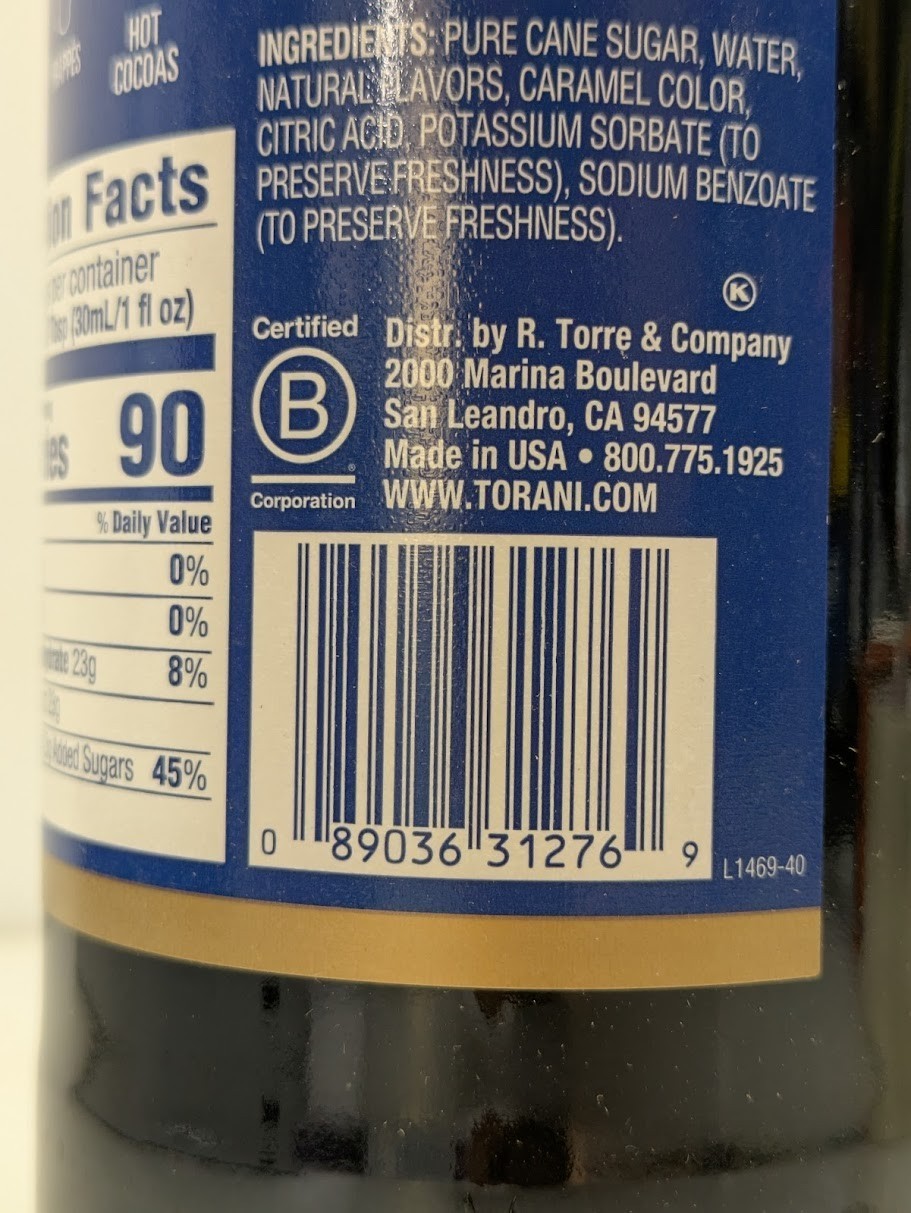 HOT
COCOAS
INGREDIENTS: PURE CANE SUGAR, WATER,
NATURAL FLAVORS, CARAMEL COLOR,
CITRIC ACID, POTASSIUM SORBATE (TO
PRESERVE FRESHNESS), SODIUM BENZOATE
(TO PRESERVE FRESHNESS).
Facts
container
(30mL/1 fl oz)
90
% Daily Value
0%
0%
23g 8%
Added Sugars 45%
K
Certified
B
®
Corporation
Distr. by R. Torre & Company
2000 Marina Boulevard
San Leandro, CA 94577
Made in USA • 800.775.1925
WWW.TORANI.COM
0 89036 31276 9
L1469-40